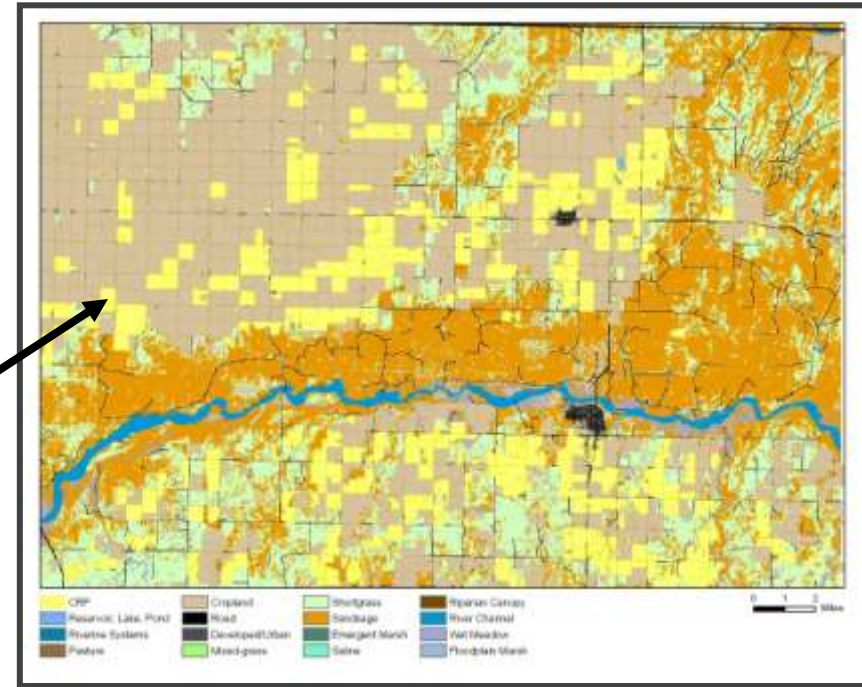 CRP
Reservoir, Lake, Pond
Riverine Systems
Pasture
Cropland
Road
Developed/Urban
Mixed-grass
Shortgrass
Sandsage
Emergent Marsh
Saline
Riparian Canopy
River Channel
Wet Meadow
Floodplain Marsh
0 1 2
Miles